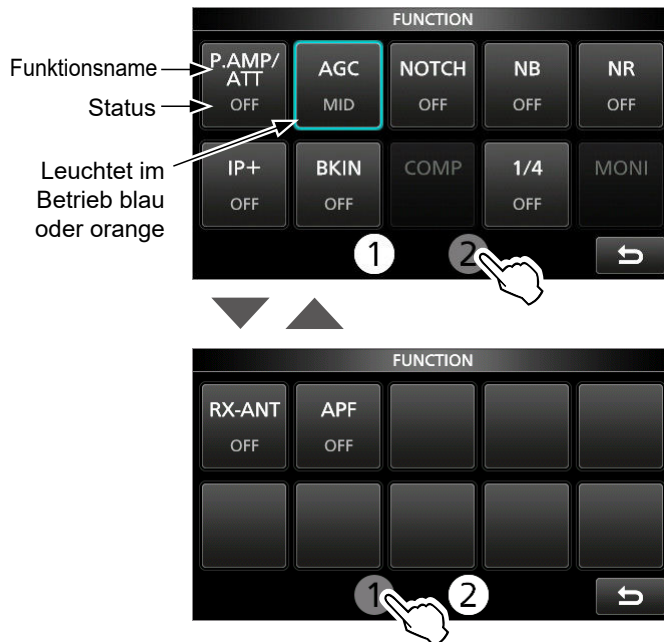 FUNCTION
Funktionsname
P.AMP/
ATT
AGC
NOTCH
NB
NR
Status
OFF
MID
OFF
OFF
OFF
Leuchtet im
Betrieb blau
oder orange
IP+
BKIN
COMP
1/4
MONI
OFF
OFF
OFF
1
2
FUNCTION
RX-ANT
APF
OFF
OFF
1
2